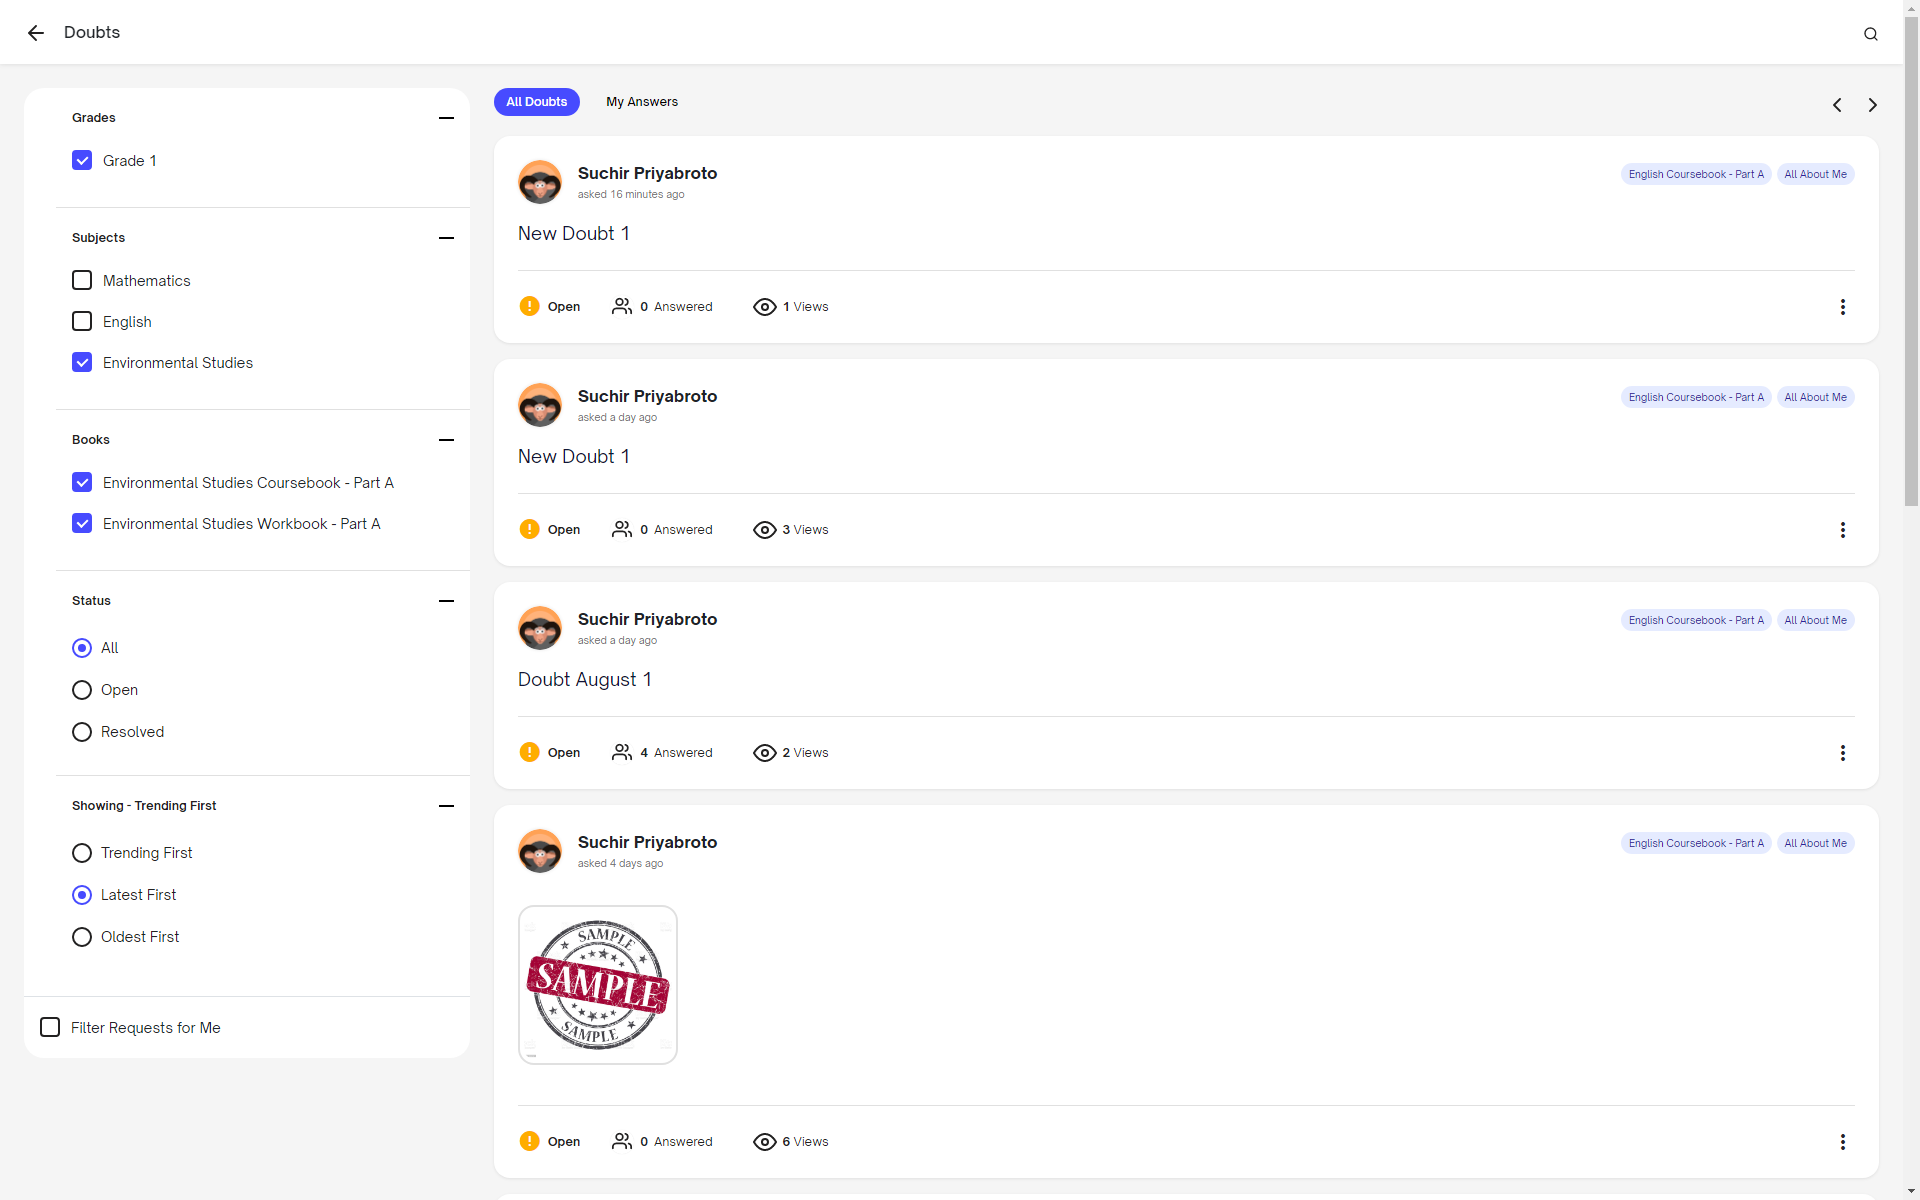 Doubts
Grades
Grade 1
Subjects
Mathematics
English
Environmental Studies
Books
Environmental Studies Coursebook - Part A
Environmental Studies Workbook - Part A
Status
All
Open
Resolved
Showing - Trending First
Trending First
Latest First
Oldest First
Filter Requests for Me
All Doubts
My Answers
Suchir Priyabroto
asked 16 minutes ago
English Coursebook - Part A
All About Me
New Doubt 1
Open
0 Answered
1 Views
Suchir Priyabroto
asked a day ago
English Coursebook - Part A
All About Me
New Doubt 1
Open
0 Answered
3 Views
Suchir Priyabroto
asked a day ago
English Coursebook - Part A
All About Me
Doubt August 1
Open
4 Answered
2 Views
Suchir Priyabroto
asked 4 days ago
English Coursebook - Part A
All About Me
SAMPLE
SAMPLE
SAMPLE
Open
0 Answered
6 Views